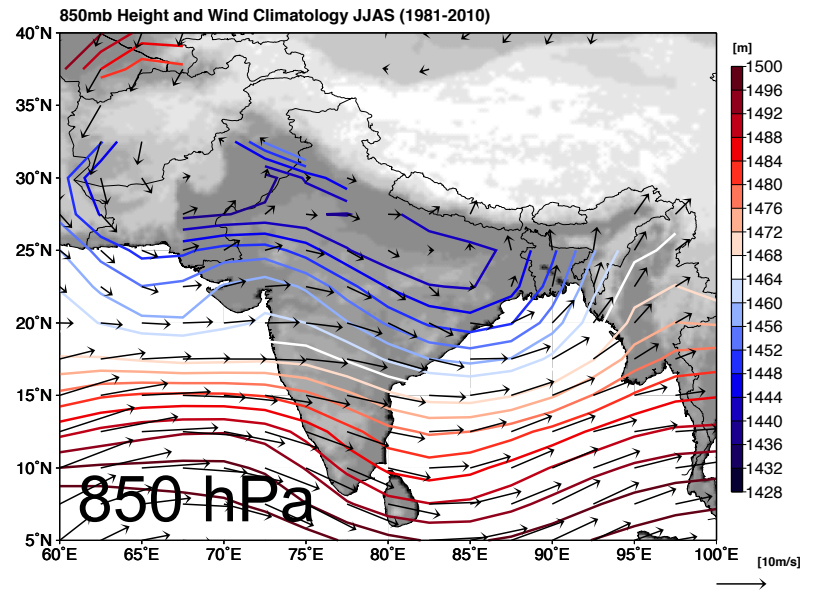 850mb Height and Wind Climatology JJAS (1981-2010)
40°N
35°N
30°N
25°N
20°N
15°N
10°N
5°N
850 hPa
60°E 65°E 70°E 75°E 80°E 85°E 90°E 95°E 100°E
[m]
1500
1496
1492
1488
1484
1480
1476
1472
1468
1464
1460
1456
1452
1448
1444
1440
1436
1432
1428
[10m/s]